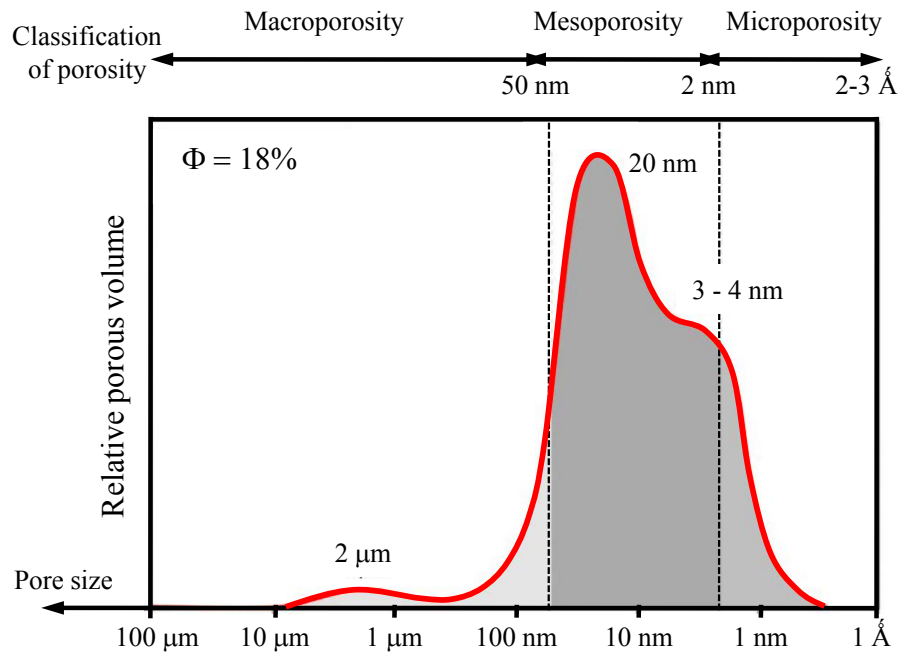 Macroporosity Mesoporosity Microporosity
Classification
of porosity
50 nm 2 nm 2-3 Å
Φ = 18%
20 nm
3 - 4 nm
2 μm
Relative porous volume
Pore size
100 μm 10 μm 1 μm 100 nm 10 nm 1 nm 1 Å